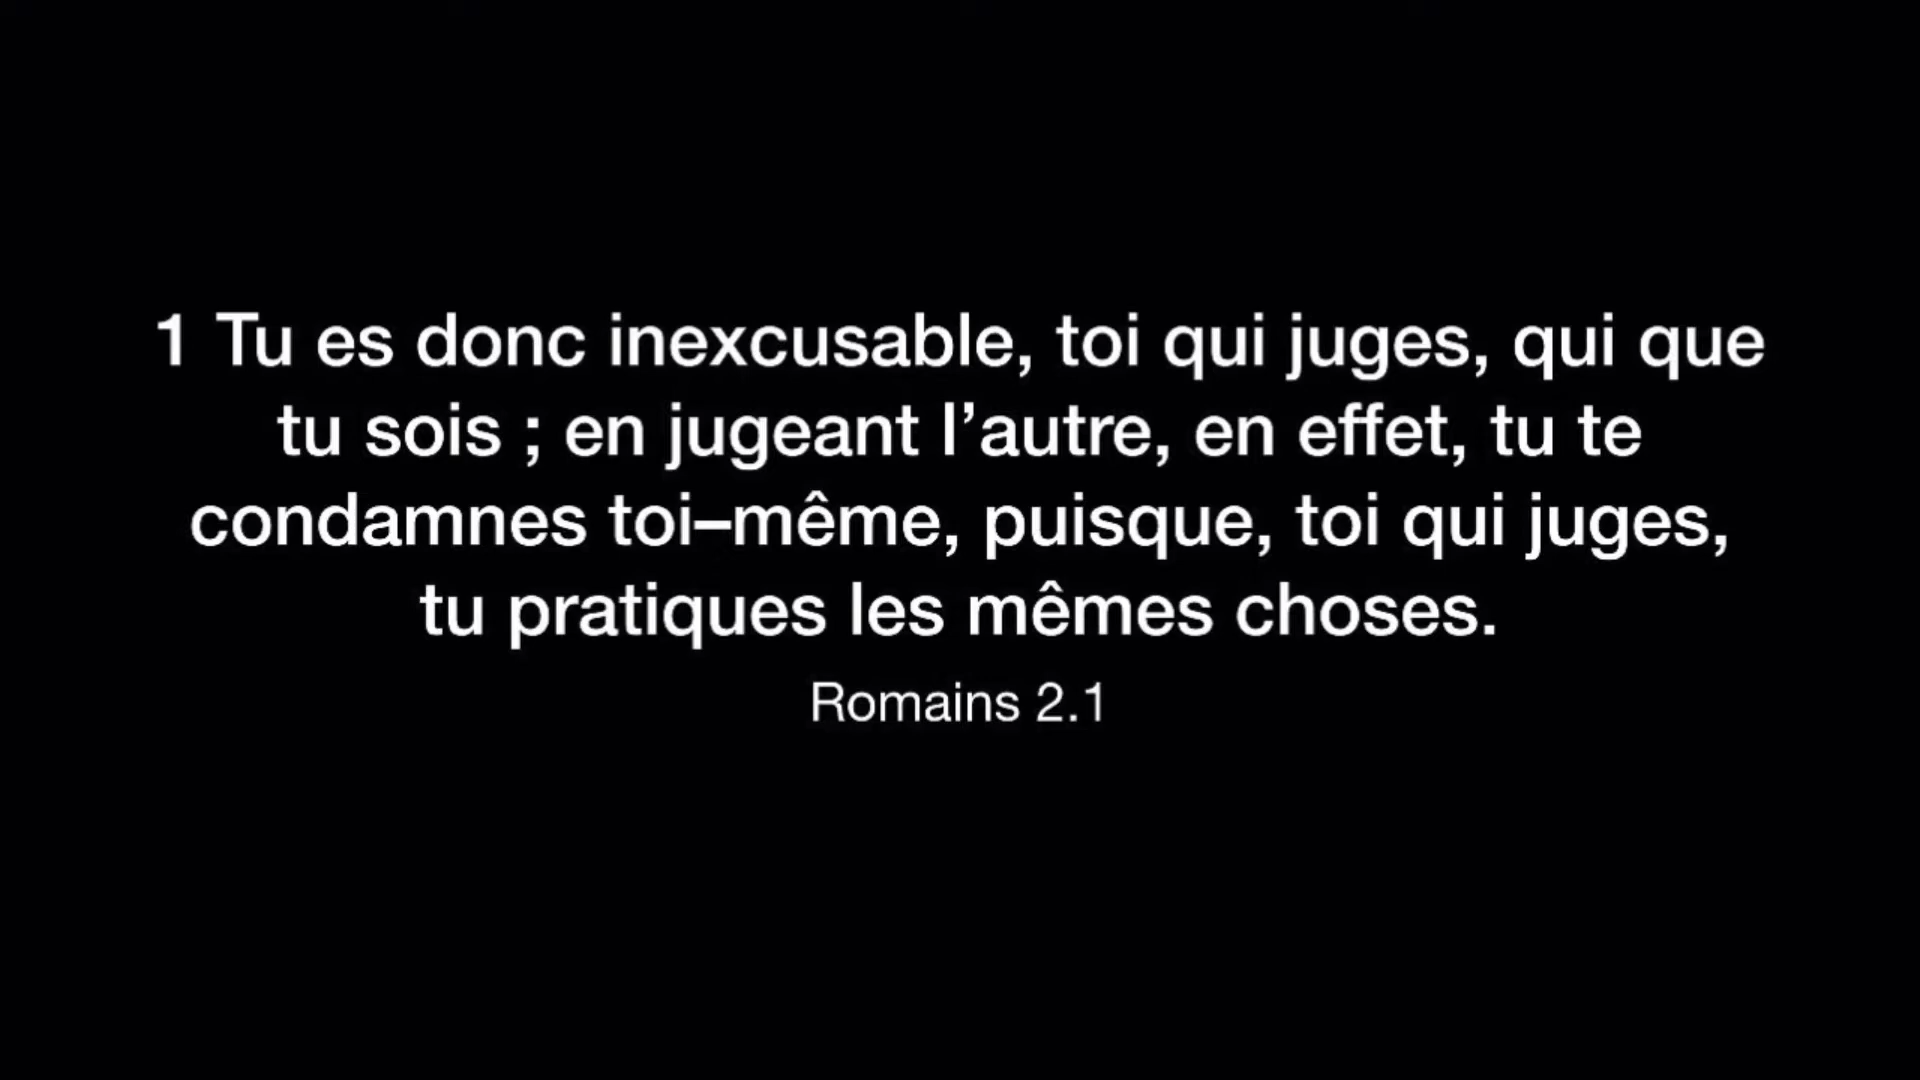 1 Tu es donc inexcusable, toi qui juges, qui que
tu sois ; en jugeant l’autre, en effet, tu te
condamnes toi–même, puisque, toi qui juges,
tu pratiques les mêmes choses.
Romains 2.1